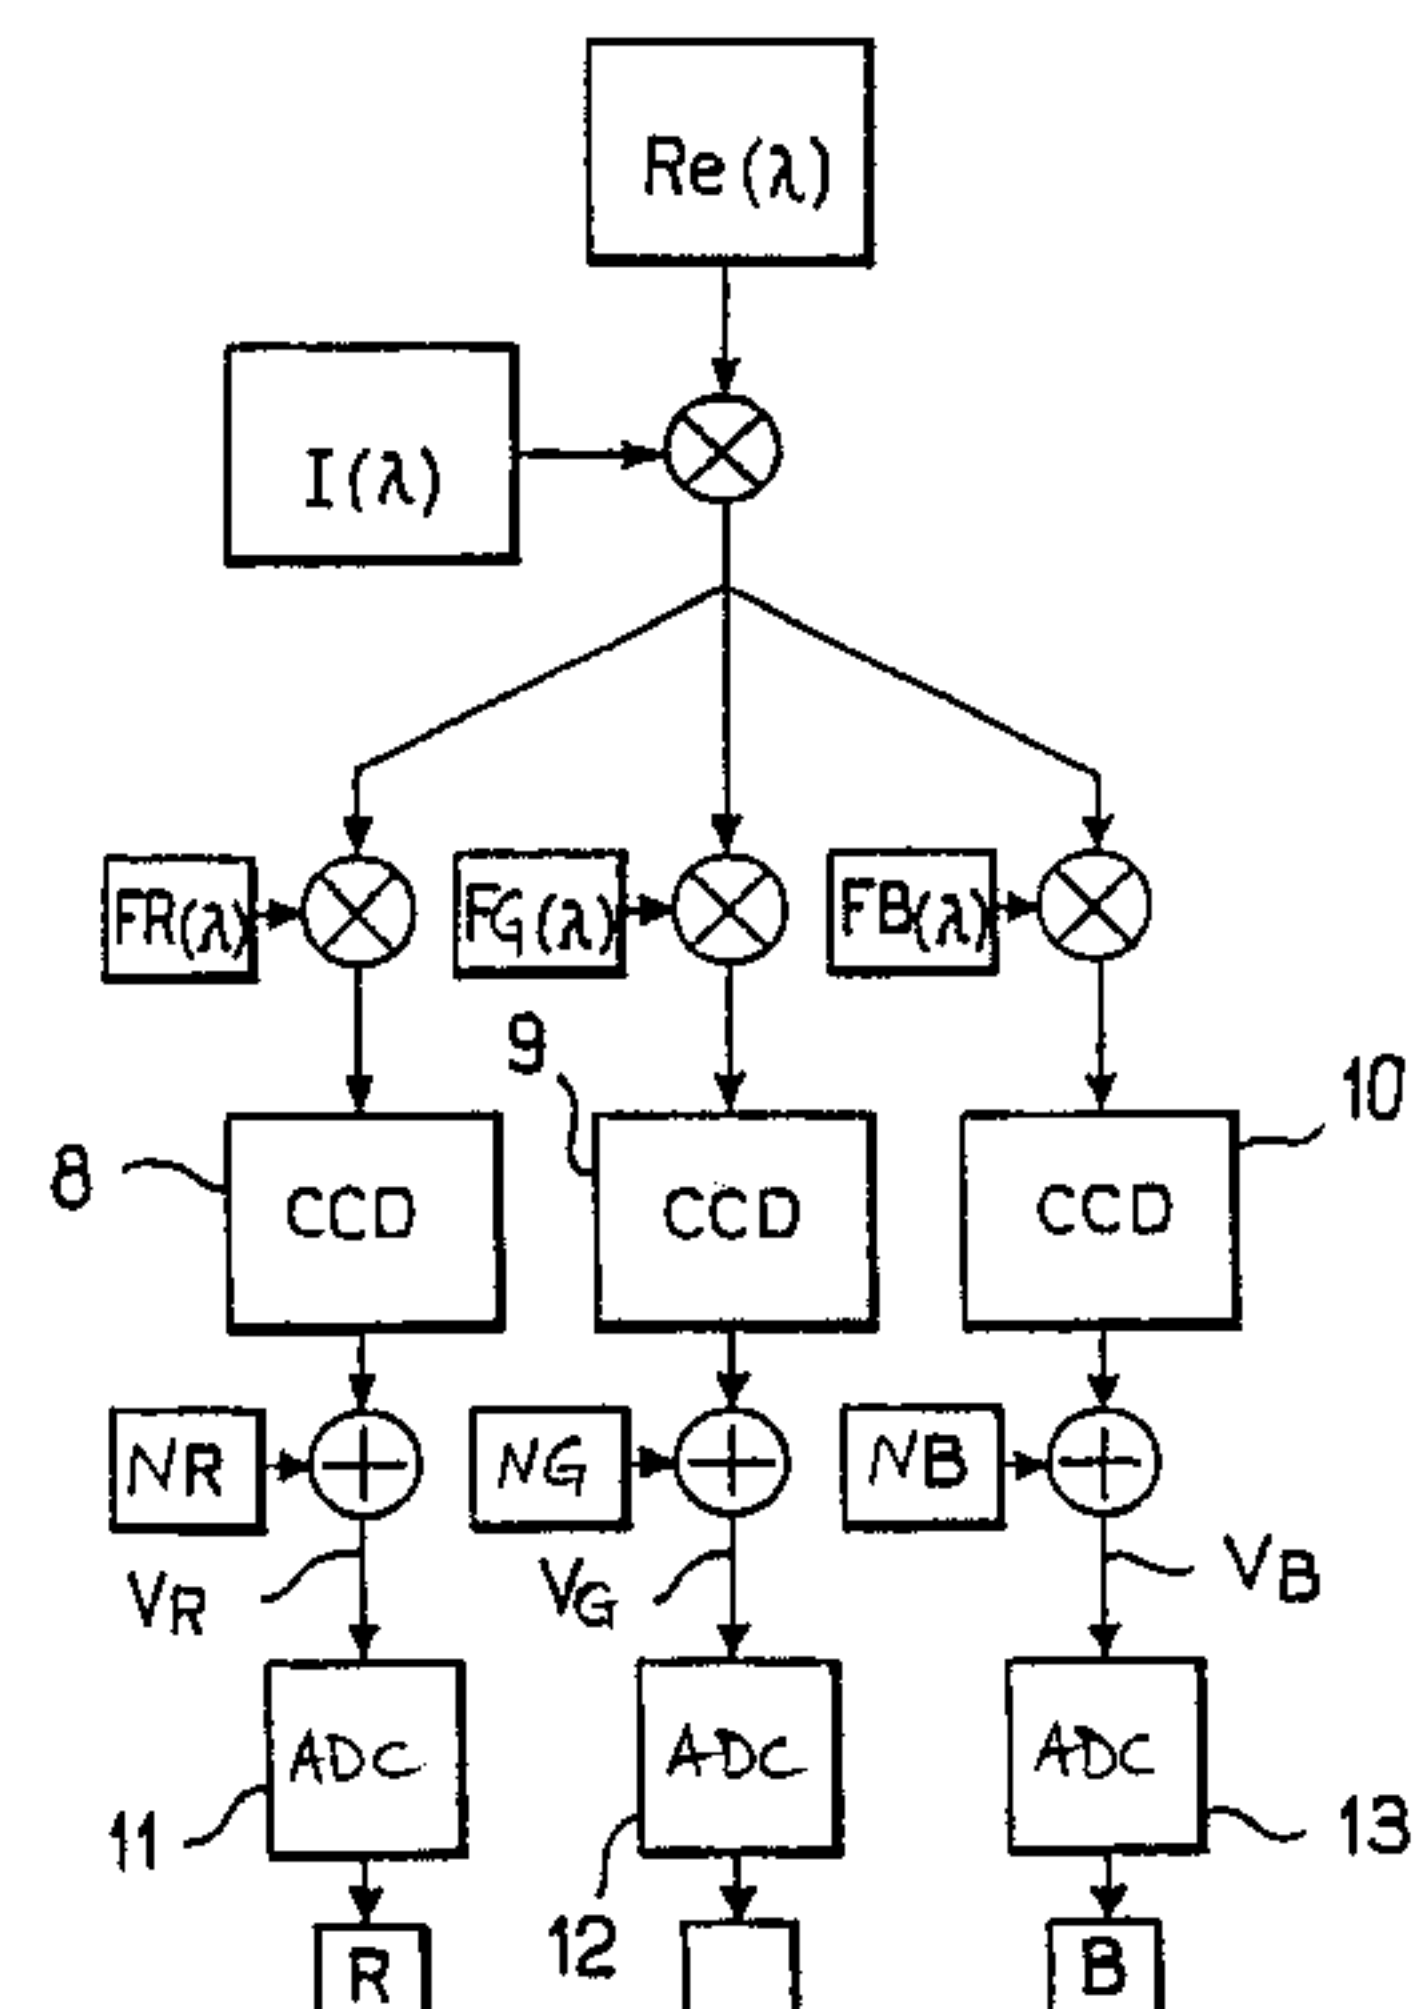 Re(λ)
I(λ)
FR(λ)
FG(λ)
FB(λ)
9
10
8
CCD
CCD
CCD
NR
NG
NB
VR
VG
VB
ADC
ADC
ADC
11
12
13
R
B